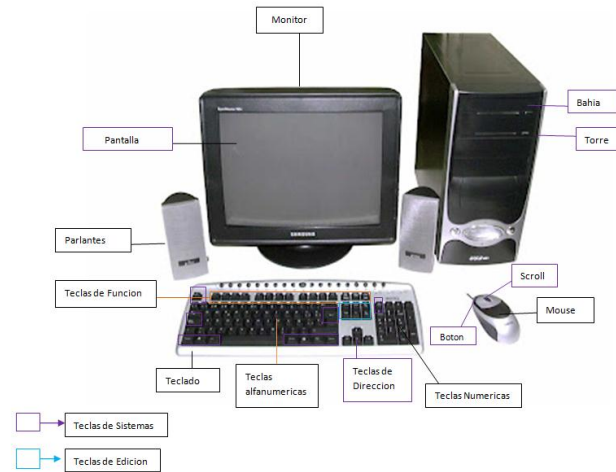 Monitor
Bahia
Pantalla
Torre
SAMSUNG
Parlantes
Scroll
Teclas de Funcion
Mouse
Boton
Teclado
Teclas
alfanumericas
Teclas de
Direccion
Teclas Numericas
Teclas de Sistemas
Teclas de Edicion